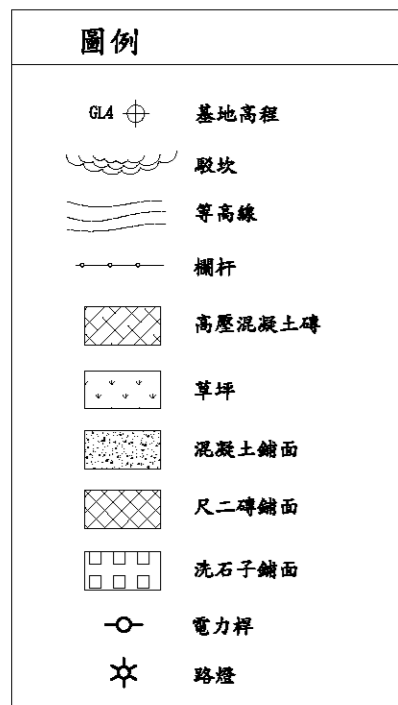 圖例
GL4 基地高程
駁坎
等高線
欄杆
高壓混凝土磚
草坪
混凝土鋪面
尺二磚鋪面
洗石子鋪面
電力桿
路燈